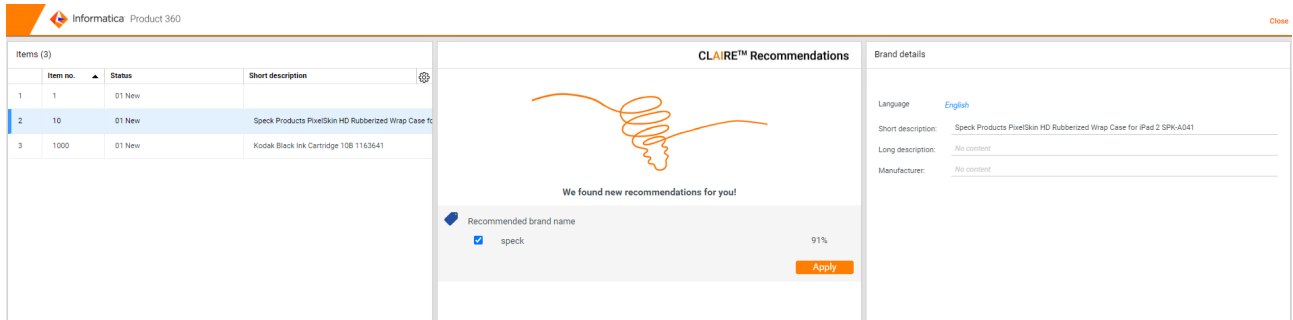 Informatica Product 360
Close
Items (3)
Item no. Status Short description
1 1 01 New
2 10 01 New Speck Products PixelSkin HD Rubberized Wrap Case fo
3 1000 01 New Kodak Black Ink Cartridge 10B 1163641
CLAIRE™ Recommendations
We found new recommendations for you!
Recommended brand name
speck 91%
Apply
Brand details
Language English
Short description: Speck Products PixelSkin HD Rubberized Wrap Case for iPad 2 SPK-A041
Long description: No content
Manufacturer: No content